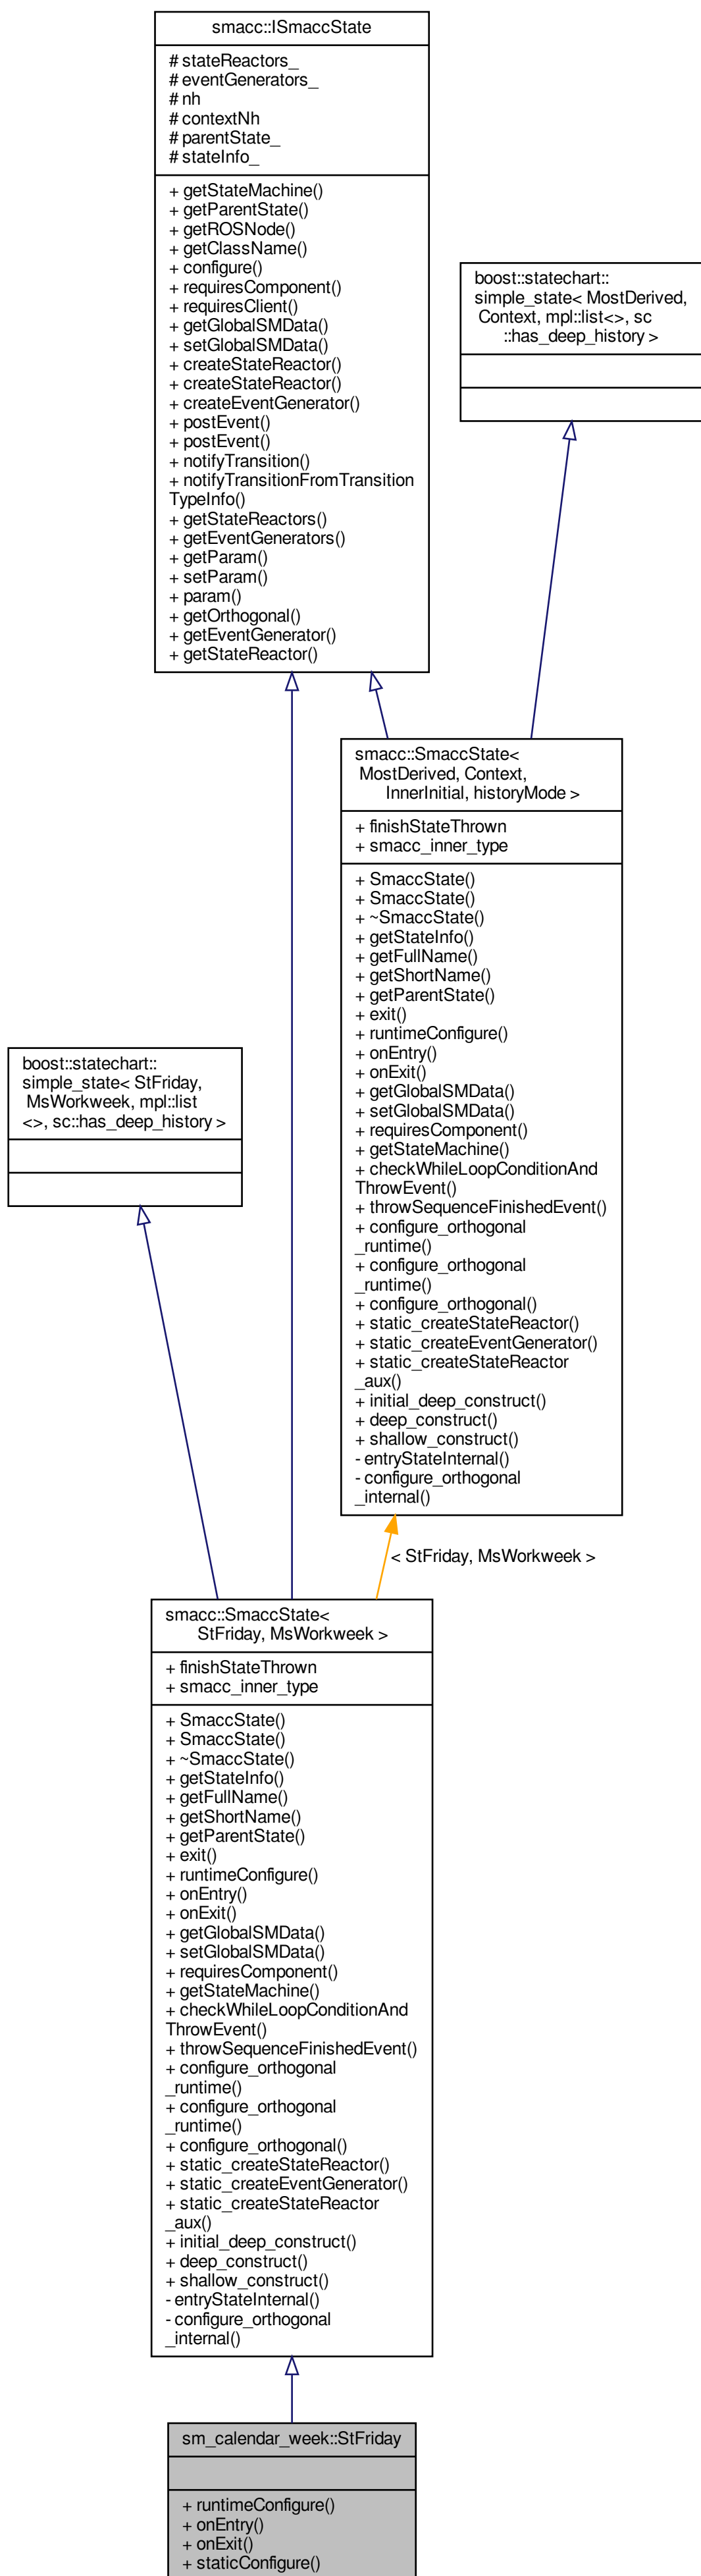 smacc::ISmaccState
# stateReactors_
# eventGenerators_
# nh
# contextNh
# parentState_
# stateInfo_
+ getStateMachine()
+ getParentState()
+ getROSNode()
+ getClassName()
+ configure()
+ requiresComponent()
+ requiresClient()
+ getGlobalSMData()
+ setGlobalSMData()
+ createStateReactor()
+ createStateReactor()
+ createEventGenerator()
+ postEvent()
+ postEvent()
+ notifyTransition()
+ notifyTransitionFromTransition
TypeInfo()
+ getStateReactors()
+ getEventGenerators()
+ getParam()
+ setParam()
+ param()
+ getOrthogonal()
+ getEventGenerator()
+ getStateReactor()
boost::statechart::
simple_state< MostDerived,
Context, mpl::list<>, sc
::has_deep_history >
smacc::SmaccState<
MostDerived, Context,
InnerInitial, historyMode >
+ finishStateThrown
+ smacc_inner_type
+ SmaccState()
+ SmaccState()
+ ~SmaccState()
+ getStateInfo()
+ getFullName()
+ getShortName()
+ getParentState()
+ exit()
+ runtimeConfigure()
+ onEntry()
+ onExit()
+ getGlobalSMData()
+ setGlobalSMData()
+ requiresComponent()
+ getStateMachine()
+ checkWhileLoopConditionAnd
ThrowEvent()
+ throwSequenceFinishedEvent()
+ configure_orthogonal
_runtime()
+ configure_orthogonal
_runtime()
+ configure_orthogonal()
+ static_createStateReactor()
+ static_createEventGenerator()
+ static_createStateReactor
_aux()
+ initial_deep_construct()
+ deep_construct()
+ shallow_construct()
- entryStateInternal()
- configure_orthogonal
_internal()
boost::statechart::
simple_state< StFriday,
MsWorkweek, mpl::list
<>, sc::has_deep_history >
< StFriday, MsWorkweek >
smacc::SmaccState<
StFriday, MsWorkweek >
+ finishStateThrown
+ smacc_inner_type
+ SmaccState()
+ SmaccState()
+ ~SmaccState()
+ getStateInfo()
+ getFullName()
+ getShortName()
+ getParentState()
+ exit()
+ runtimeConfigure()
+ onEntry()
+ onExit()
+ getGlobalSMData()
+ setGlobalSMData()
+ requiresComponent()
+ getStateMachine()
+ checkWhileLoopConditionAnd
ThrowEvent()
+ throwSequenceFinishedEvent()
+ configure_orthogonal
_runtime()
+ configure_orthogonal
_runtime()
+ configure_orthogonal()
+ static_createStateReactor()
+ static_createEventGenerator()
+ static_createStateReactor
_aux()
+ initial_deep_construct()
+ deep_construct()
+ shallow_construct()
- entryStateInternal()
- configure_orthogonal
_internal()
sm_calendar_week::StFriday
+ runtimeConfigure()
+ onEntry()
+ onExit()
+ staticConfigure()